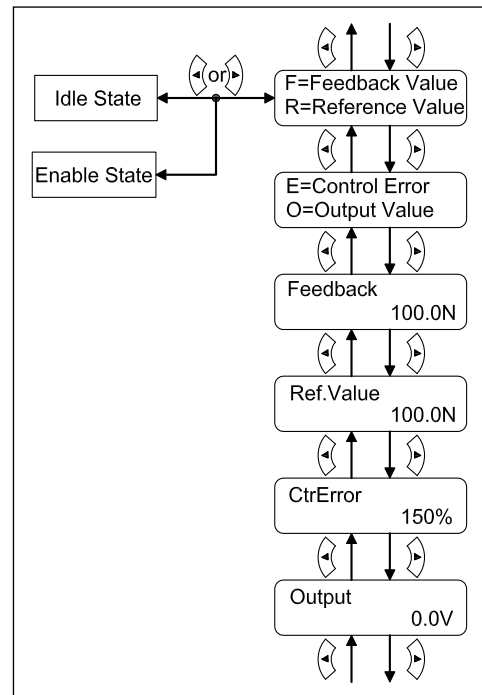 or
Idle State
F=Feedback Value
R=Reference Value
Enable State
E=Control Error
O=Output Value
Feedback
100.0N
Ref.Value
100.0N
CtrError
150%
Output
0.0V